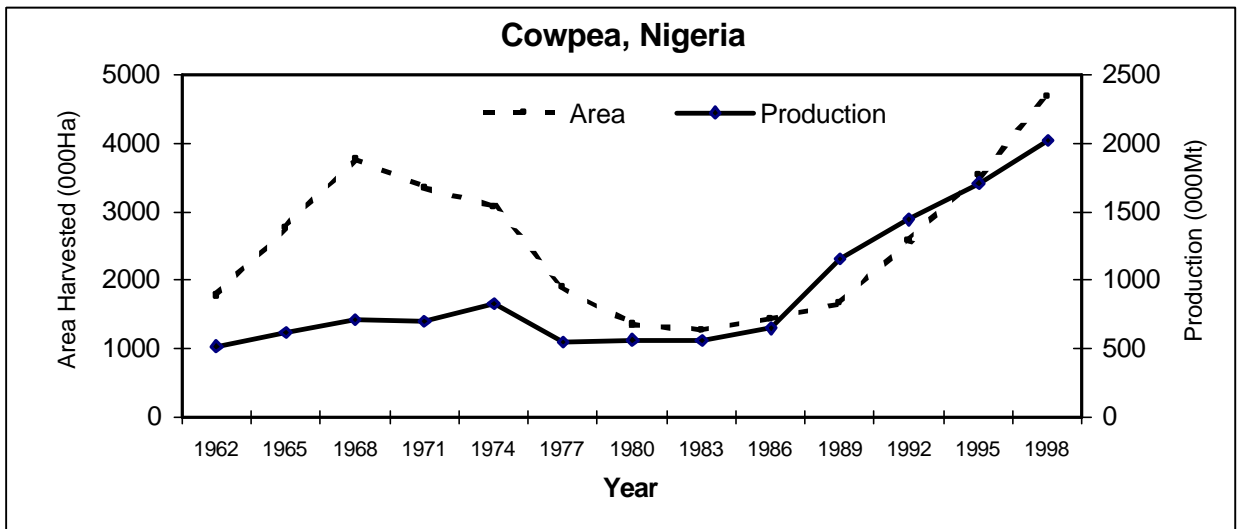 Cowpea, Nigeria
Area Production
Area Harvested (000Ha)
5000
4000
3000
2000
1000
0
Production (000Mt)
2500
2000
1500
1000
500
0
1962 1965 1968 1971 1974 1977 1980 1983 1986 1989 1992 1995 1998
Year